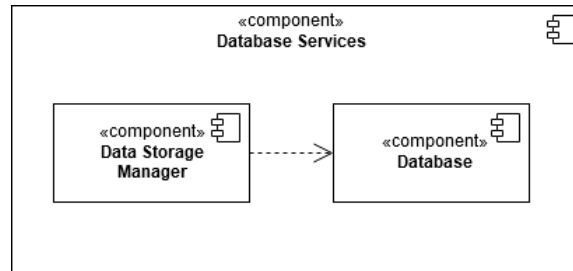 «component»
Database Services
«component»
Data Storage
Manager
«component»
Database